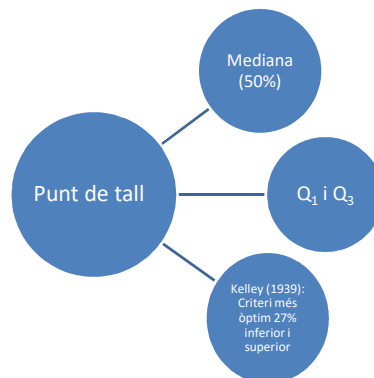 Mediana
(50%)
Punt de tall
Q₁ i Q₃
Kelley (1939):
Criteri més
òptim 27%
inferior i
superior